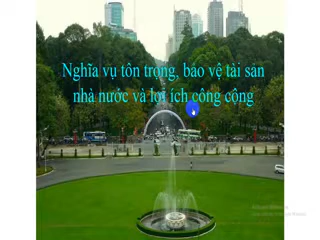 Nghĩa vụ tôn trọng, bảo vệ tài sản
nhà nước và lợi ích công cộng